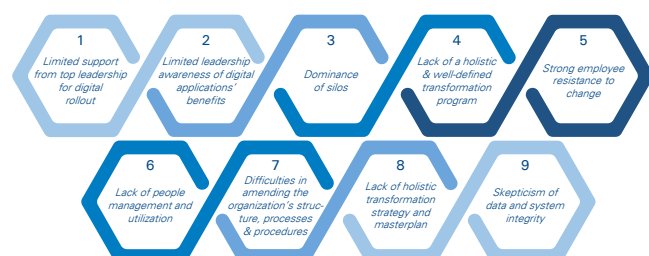 1
Limited support
from top leadership
for digital
rollout
2
Limited leadership
awareness of digital
applications'
benefits
3
Dominance
of silos
4
Lack of a holistic
& well-defined
transformation
program
5
Strong employee
resistance to
change
6
Lack of people
management and
utilization
7
Difficulties in
amending the
organization's struc-
ture, processes
& procedures
8
Lack of holistic
transformation
strategy and
masterplan
9
Skepticism of
data and system
integrity